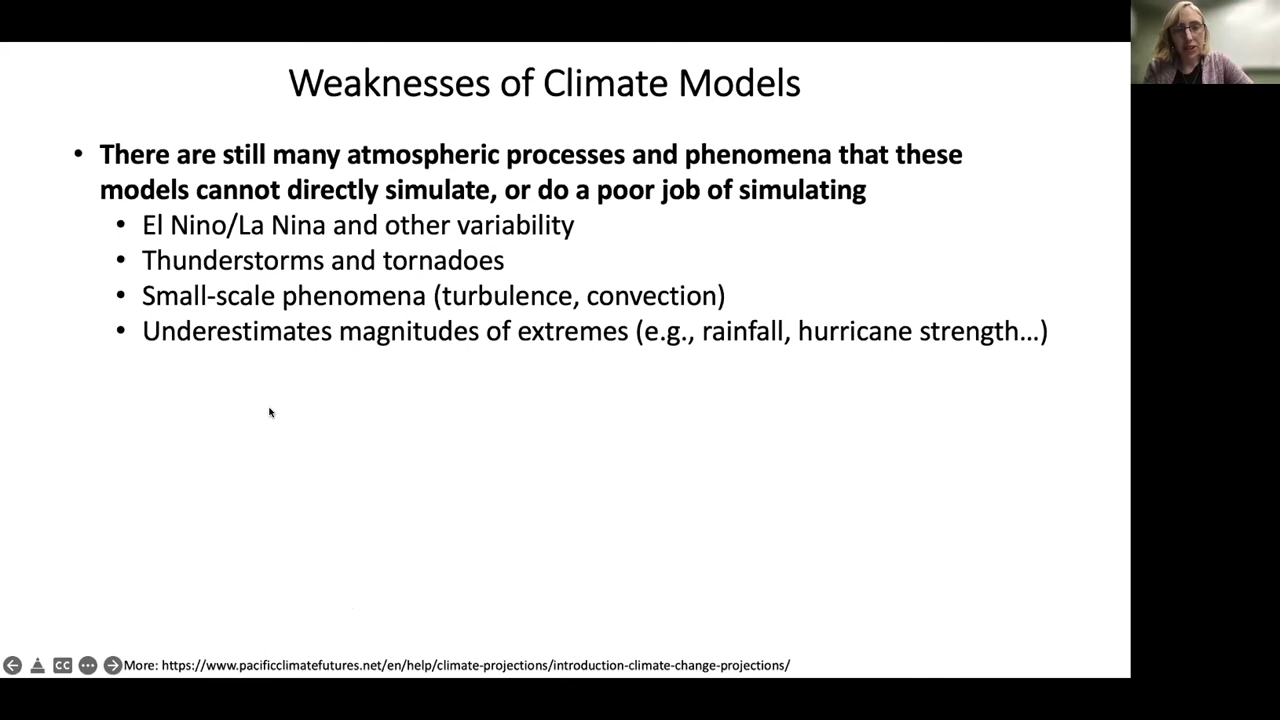 Weaknesses of Climate Models
• There are still many atmospheric processes and phenomena that these
models cannot directly simulate, or do a poor job of simulating
• El Nino/La Nina and other variability
• Thunderstorms and tornadoes
• Small-scale phenomena (turbulence, convection)
• Underestimates magnitudes of extremes (e.g., rainfall, hurricane strength…)
CC
More: https://www.pacificclimatefutures.net/en/help/climate-projections/introduction-climate-change-projections/